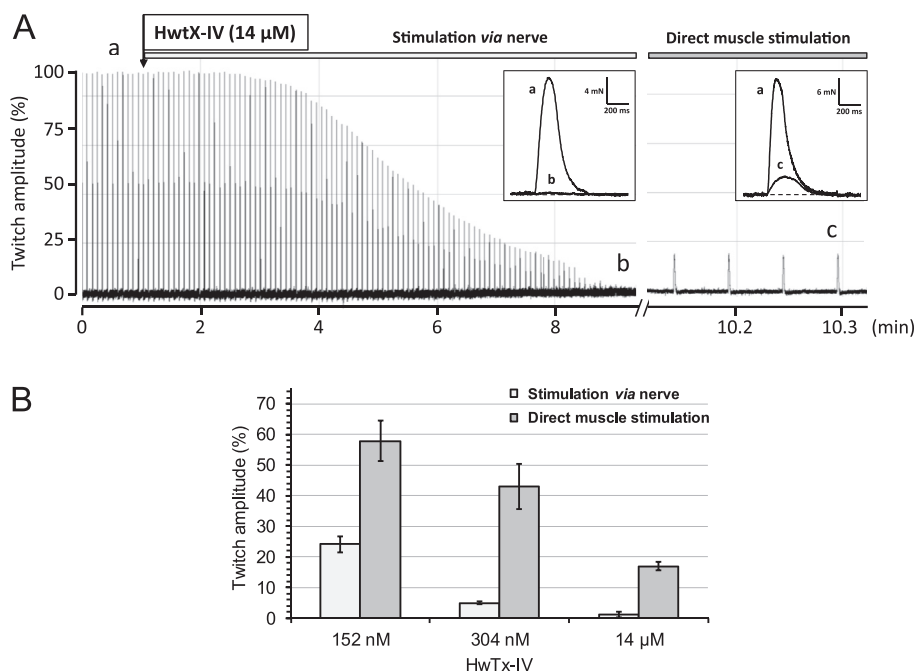 A
HwtX-IV (14 µM)
a
Stimulation via nerve
Direct muscle stimulation
Twitch amplitude (%)
100
75
50
25
0
a
b
4 mN
200 ms
a
c
6 mN
200 ms
b
c
0
2
4
6
8
10.2
10.3
(min)
B
Stimulation via nerve
Direct muscle stimulation
Twitch amplitude (%)
70
60
50
40
30
20
10
0
152 nM
304 nM
14 µM
HwTx-IV